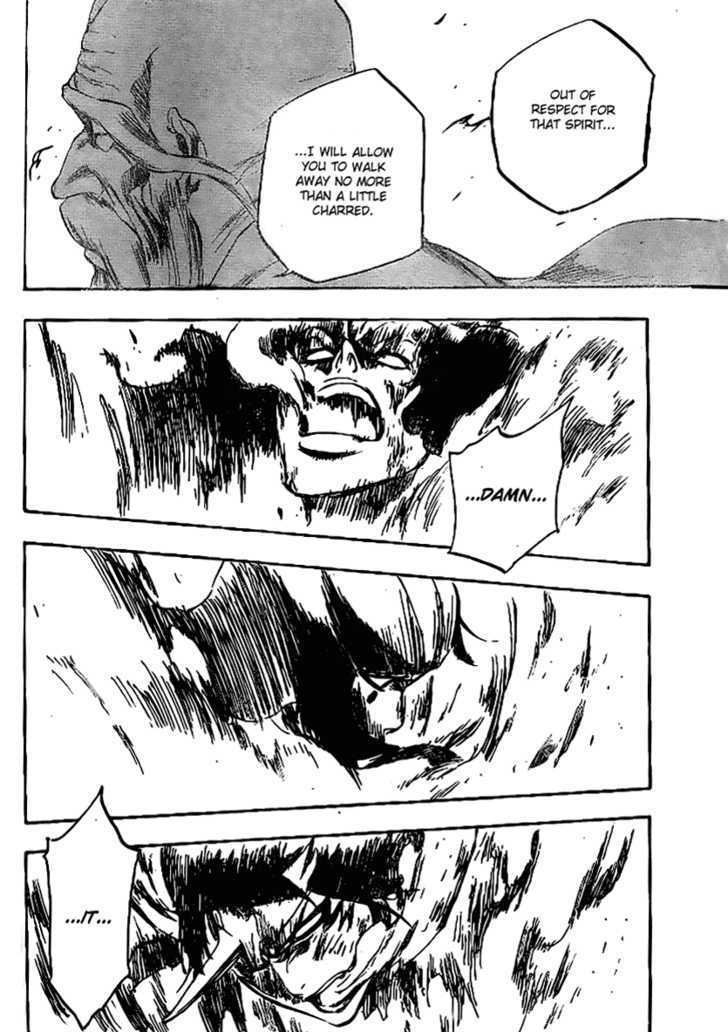 OUT OF
RESPECT FOR
THAT SPIRIT...
...I WILL ALLOW
YOU TO WALK
AWAY NO MORE
THAN A LITTLE
CHARRED.
...DAMN...
...IT...